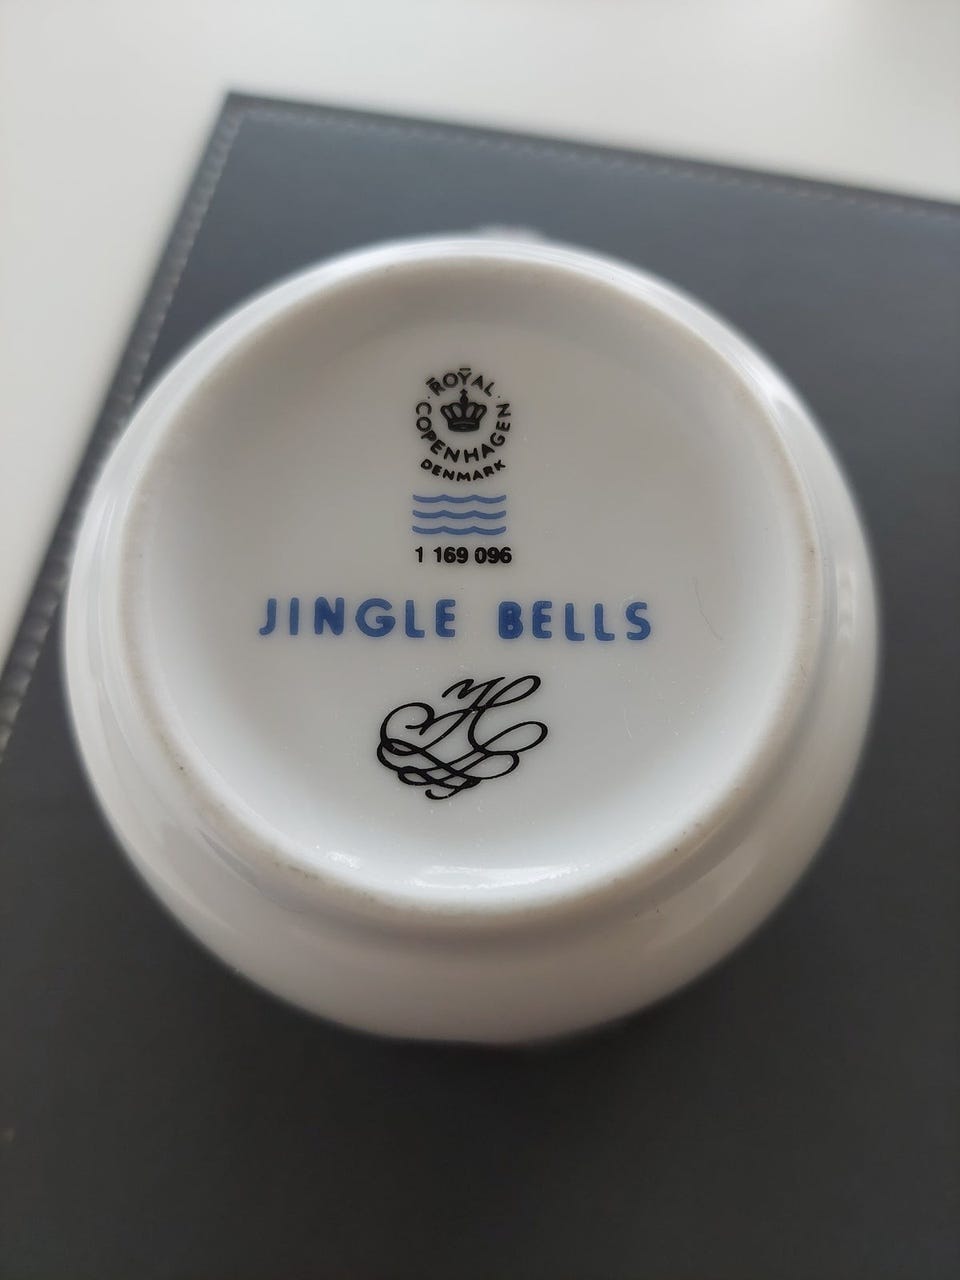 ROYAL
COPENHAGEN
DENMARK
1 169 096
JINGLE BELLS